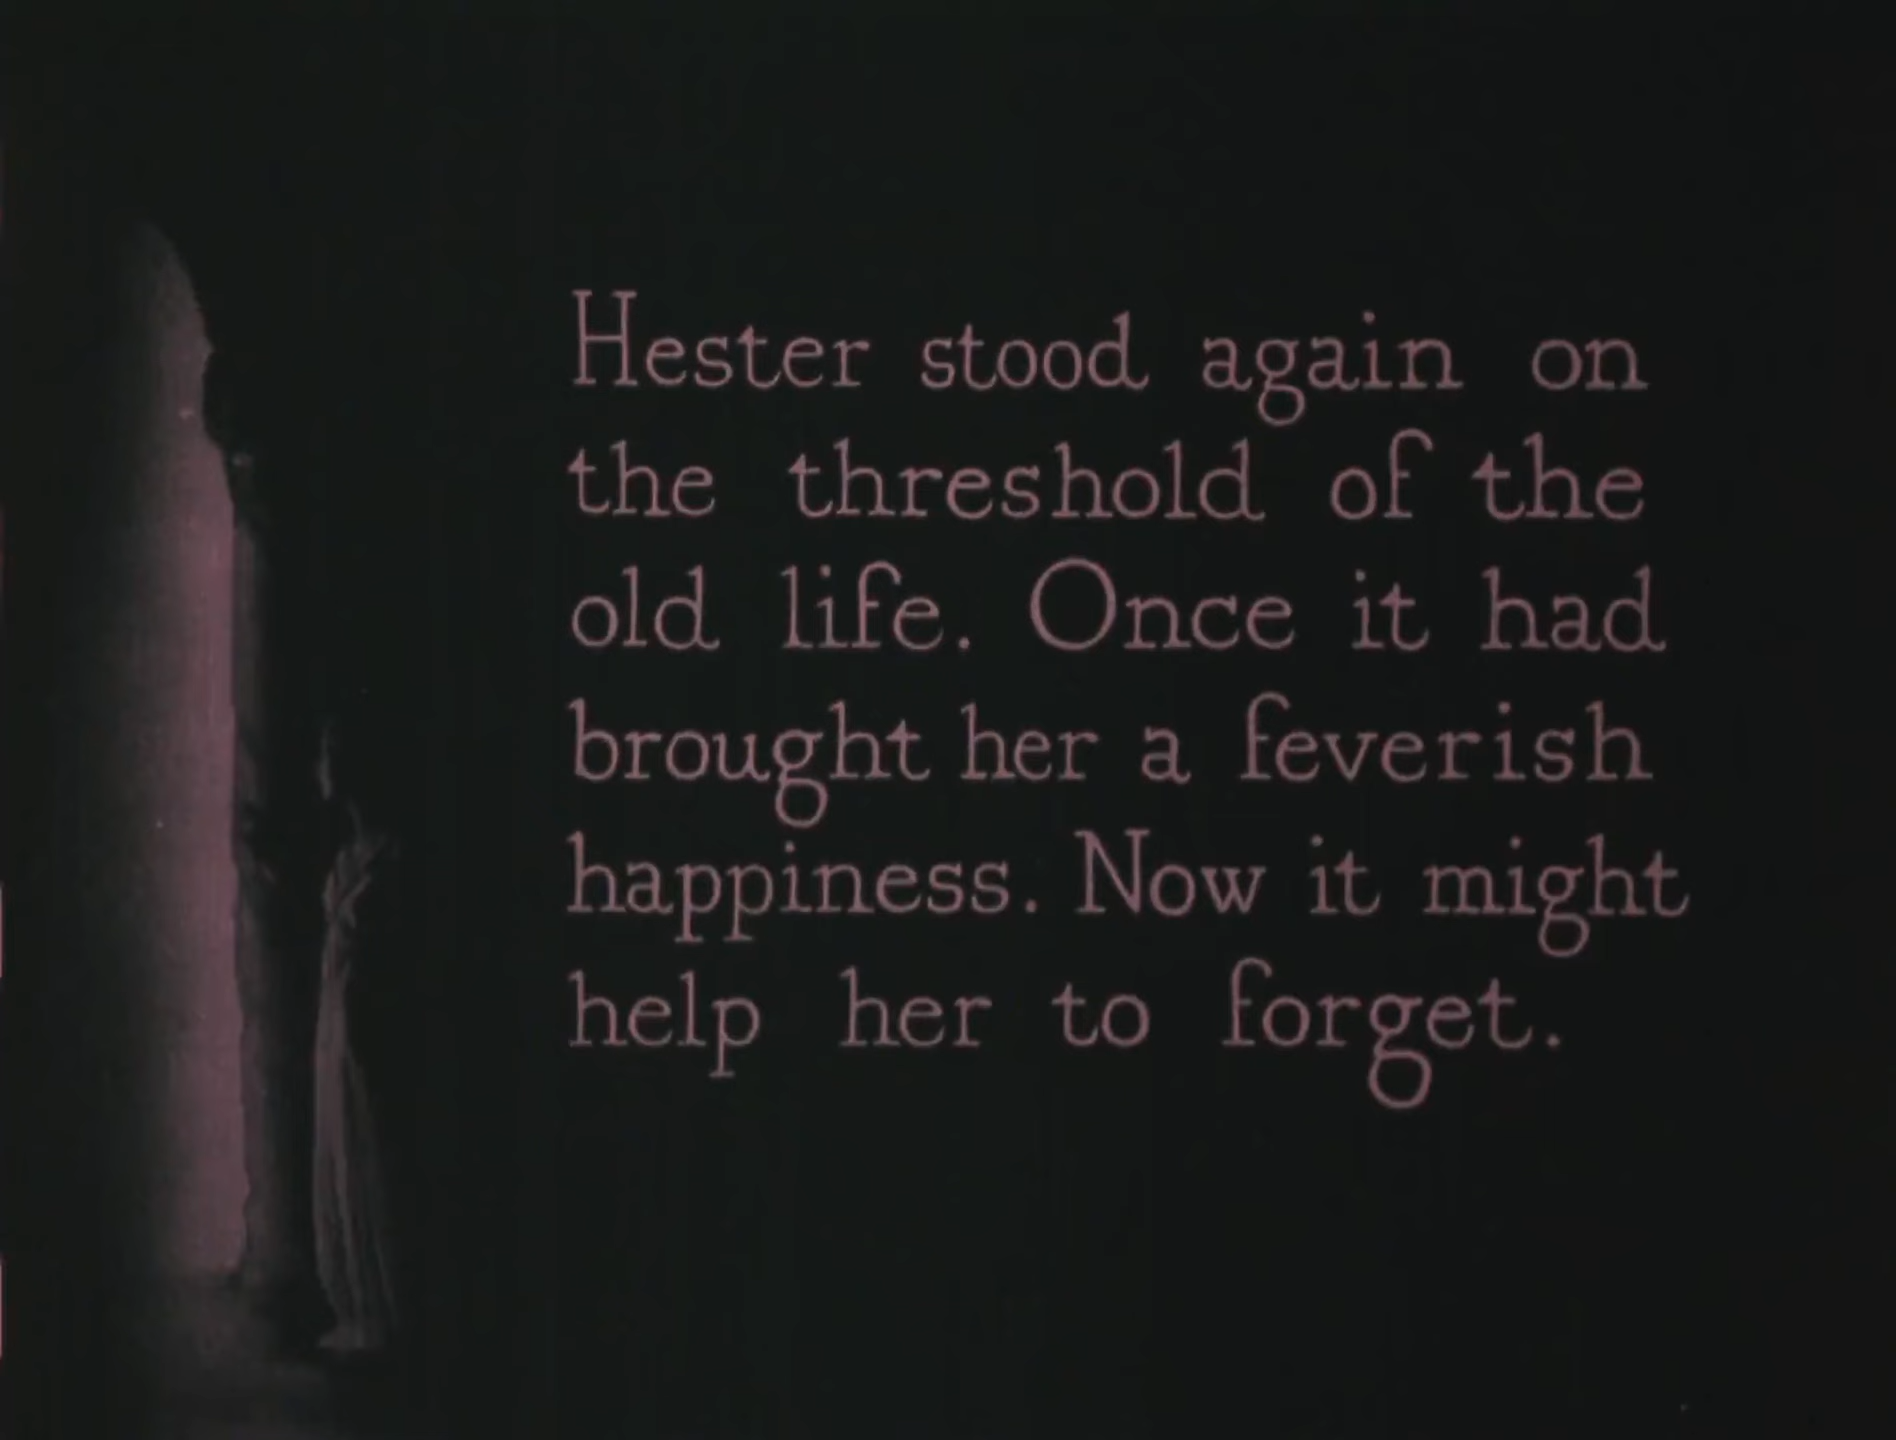 Hester stood again on
the threshold of the
old life. Once it had
brought her a feverish
happiness. Now it might
help her to forget.